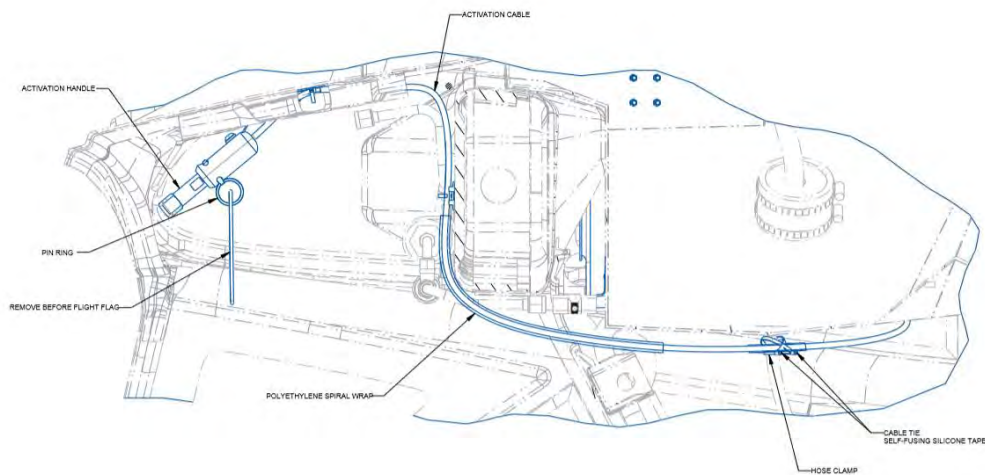 ACTIVATION CABLE
ACTIVATION HANDLE
PIN RING
REMOVE BEFORE FLIGHT FLAG
POLYETHYLENE SPIRAL WRAP
CABLE TIE
SELF-FUSING SILICONE TAPE
HOSE CLAMP